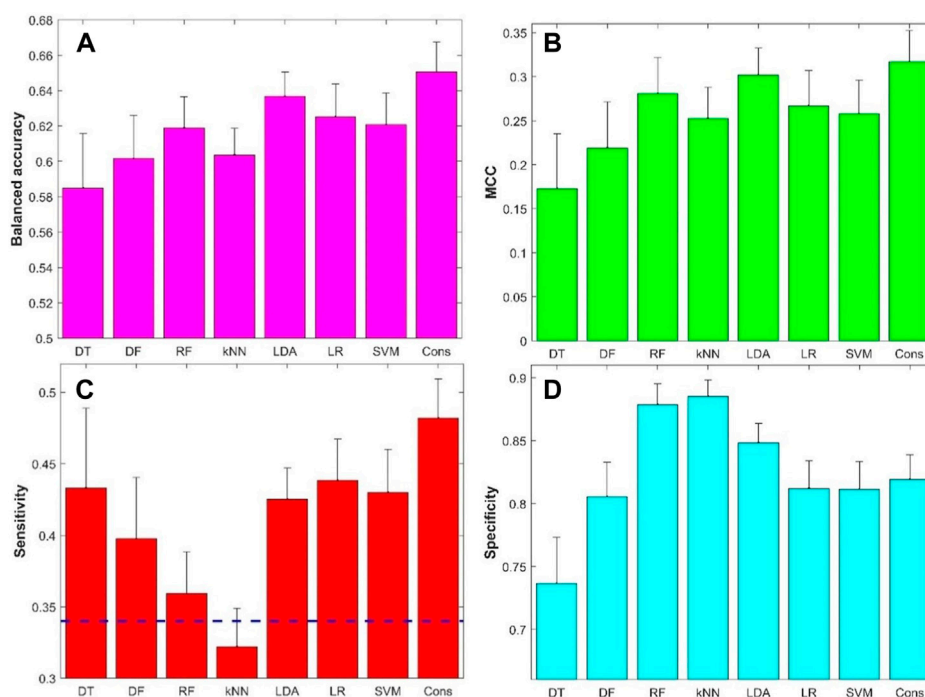 A
Balanced accuracy
0.68
0.66
0.64
0.62
0.6
0.58
0.56
0.54
0.52
0.5
DT DF RF kNN LDA LR SVM Cons
B
MCC
0.35
0.3
0.25
0.2
0.15
0.1
0.05
0
DT DF RF kNN LDA LR SVM Cons
C
Sensitivity
0.5
0.45
0.4
0.35
0.3
DT DF RF kNN LDA LR SVM Cons
D
Specificity
0.9
0.85
0.8
0.75
0.7
DT DF RF kNN LDA LR SVM Cons